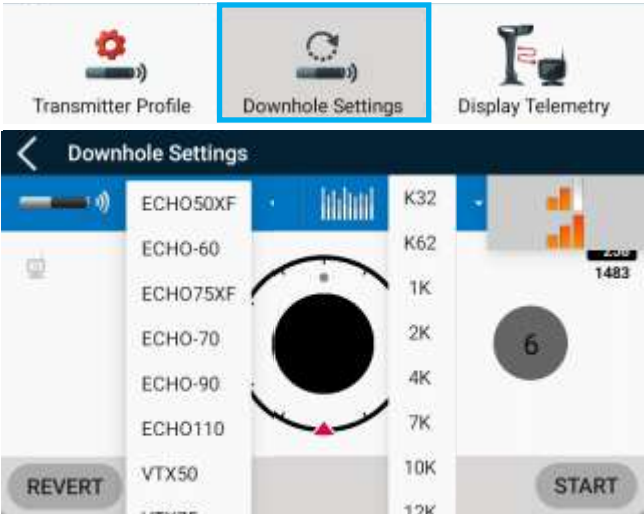 Transmitter Profile
Downhole Settings
Display Telemetry
Downhole Settings
ECHO50XF
ECHO-60
ECHO75XF
ECHO-70
ECHO-90
ECHO110
VTX50
K32
K62
1K
2K
4K
7K
10K
12K
1483
6
REVERT
START